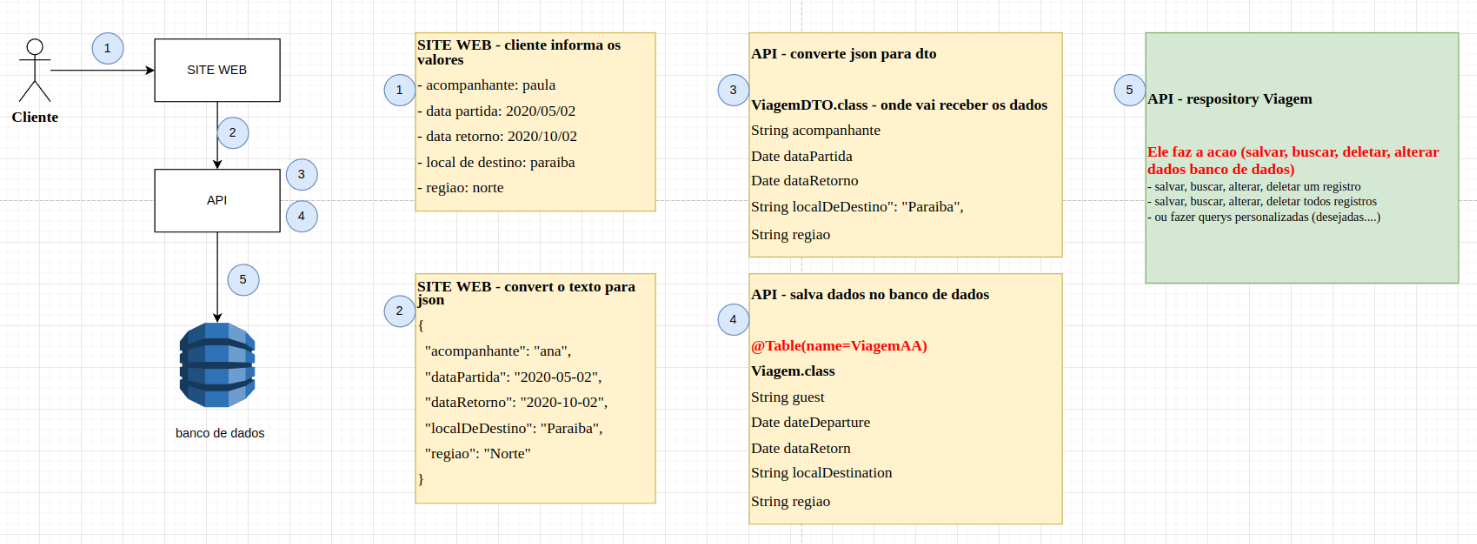 1
SITE WEB
Cliente
2
API
3
4
5
banco de dados
1
SITE WEB - cliente informa os
valores
- acompanhante: paula
- data partida: 2020/05/02
- data retorno: 2020/10/02
- local de destino: paraiba
- regiao: norte
2
SITE WEB - convert o texto para
json
{
"acompanhante": "ana",
"dataPartida": "2020-05-02",
"dataRetorno": "2020-10-02",
"localDeDestino": "Paraiba",
"regiao": "Norte"
}
3
API - converte json para dto
ViagemDTO.class - onde vai receber os dados
String acompanhante
Date dataPartida
Date dataRetorno
String localDeDestino": "Paraiba",
String regiao
4
API - salva dados no banco de dados
@Table(name=ViagemAA)
Viagem.class
String guest
Date dateDeparture
Date dataRetorn
String localDestination
String regiao
5
API - respository Viagem
Ele faz a acao (salvar, buscar, deletar, alterar
dados banco de dados)
- salvar, buscar, alterar, deletar um registro
- salvar, buscar, alterar, deletar todos registros
- ou fazer querys personalizadas (desejadas....)